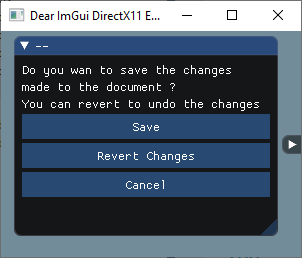 Dear ImGui DirectX11 E...
--
Do you wan to save the changes
made to the document ?
You can revert to undo the changes
Save
Revert Changes
Cancel